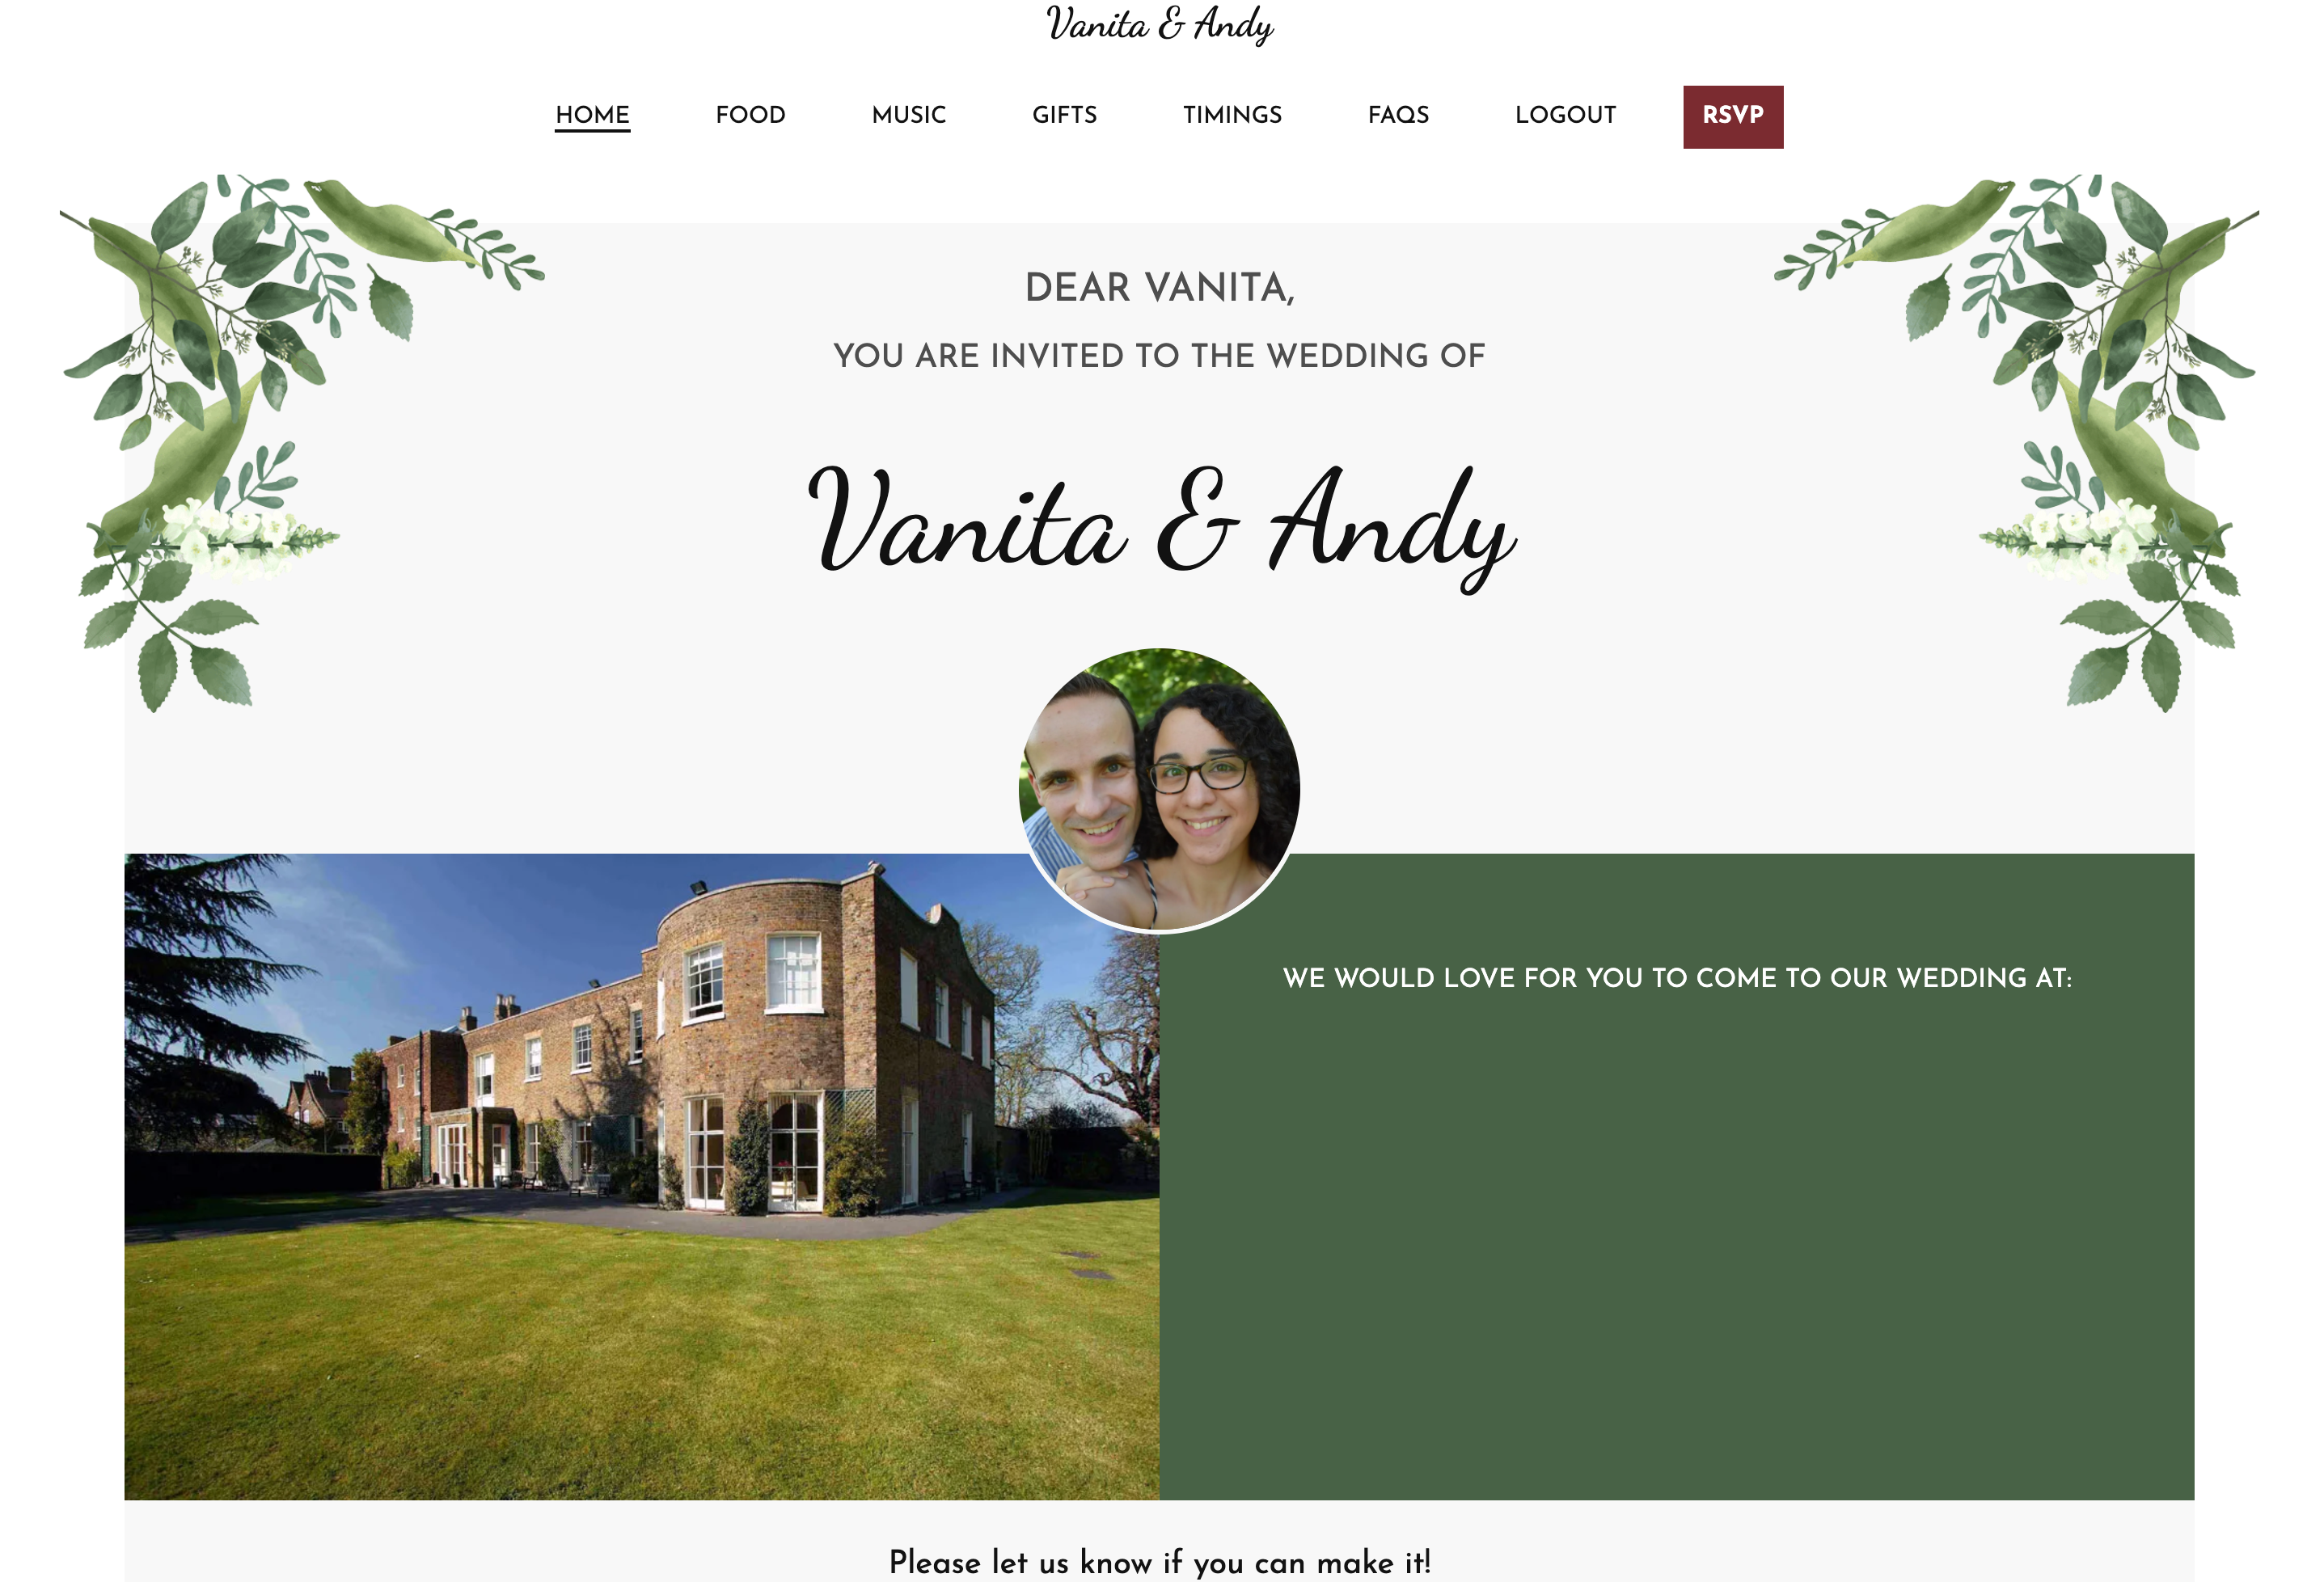 Vanita & Andy
HOME FOOD MUSIC GIFTS TIMINGS FAQS LOGOUT RSVP
DEAR VANITA,
YOU ARE INVITED TO THE WEDDING OF
Vanita & Andy
WE WOULD LOVE FOR YOU TO COME TO OUR WEDDING AT:
Please let us know if you can make it!